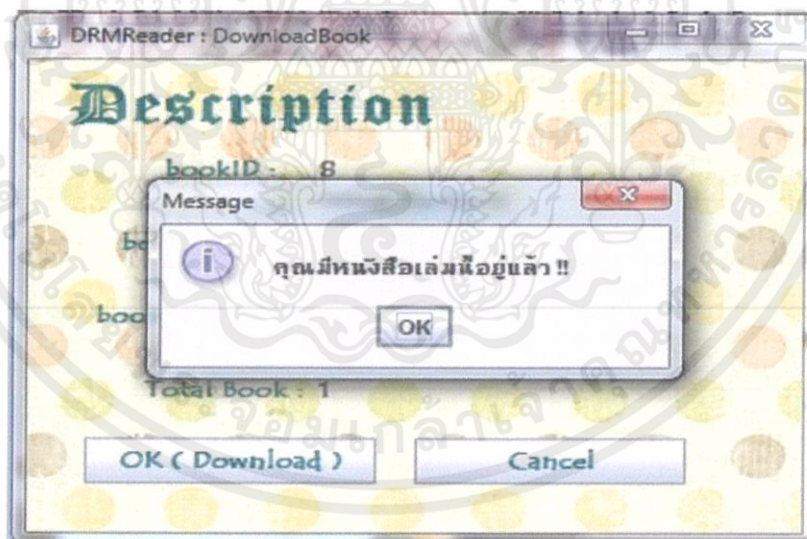 DRMReader : DownloadBook
Description
bookID : 8
Message
คุณมีหนังสือเล่มนี้อยู่แล้ว !!
OK
boo
Total Book : 1
OK ( Download )
Cancel